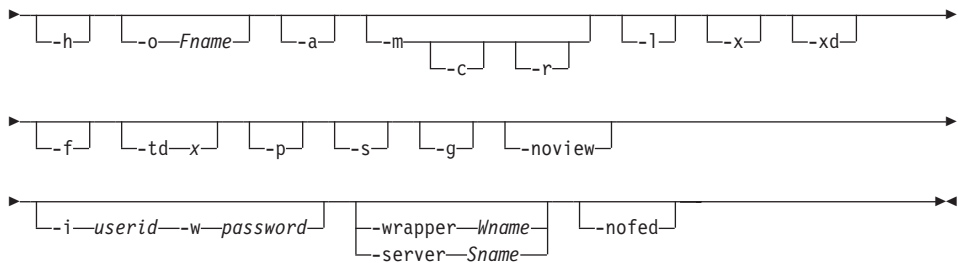 -h -o Fname -a -m -l -x -xd
-c -r
-f -td x -p -s -g -noview
-i userid -w password -wrapper Wname -nofed
-server Sname